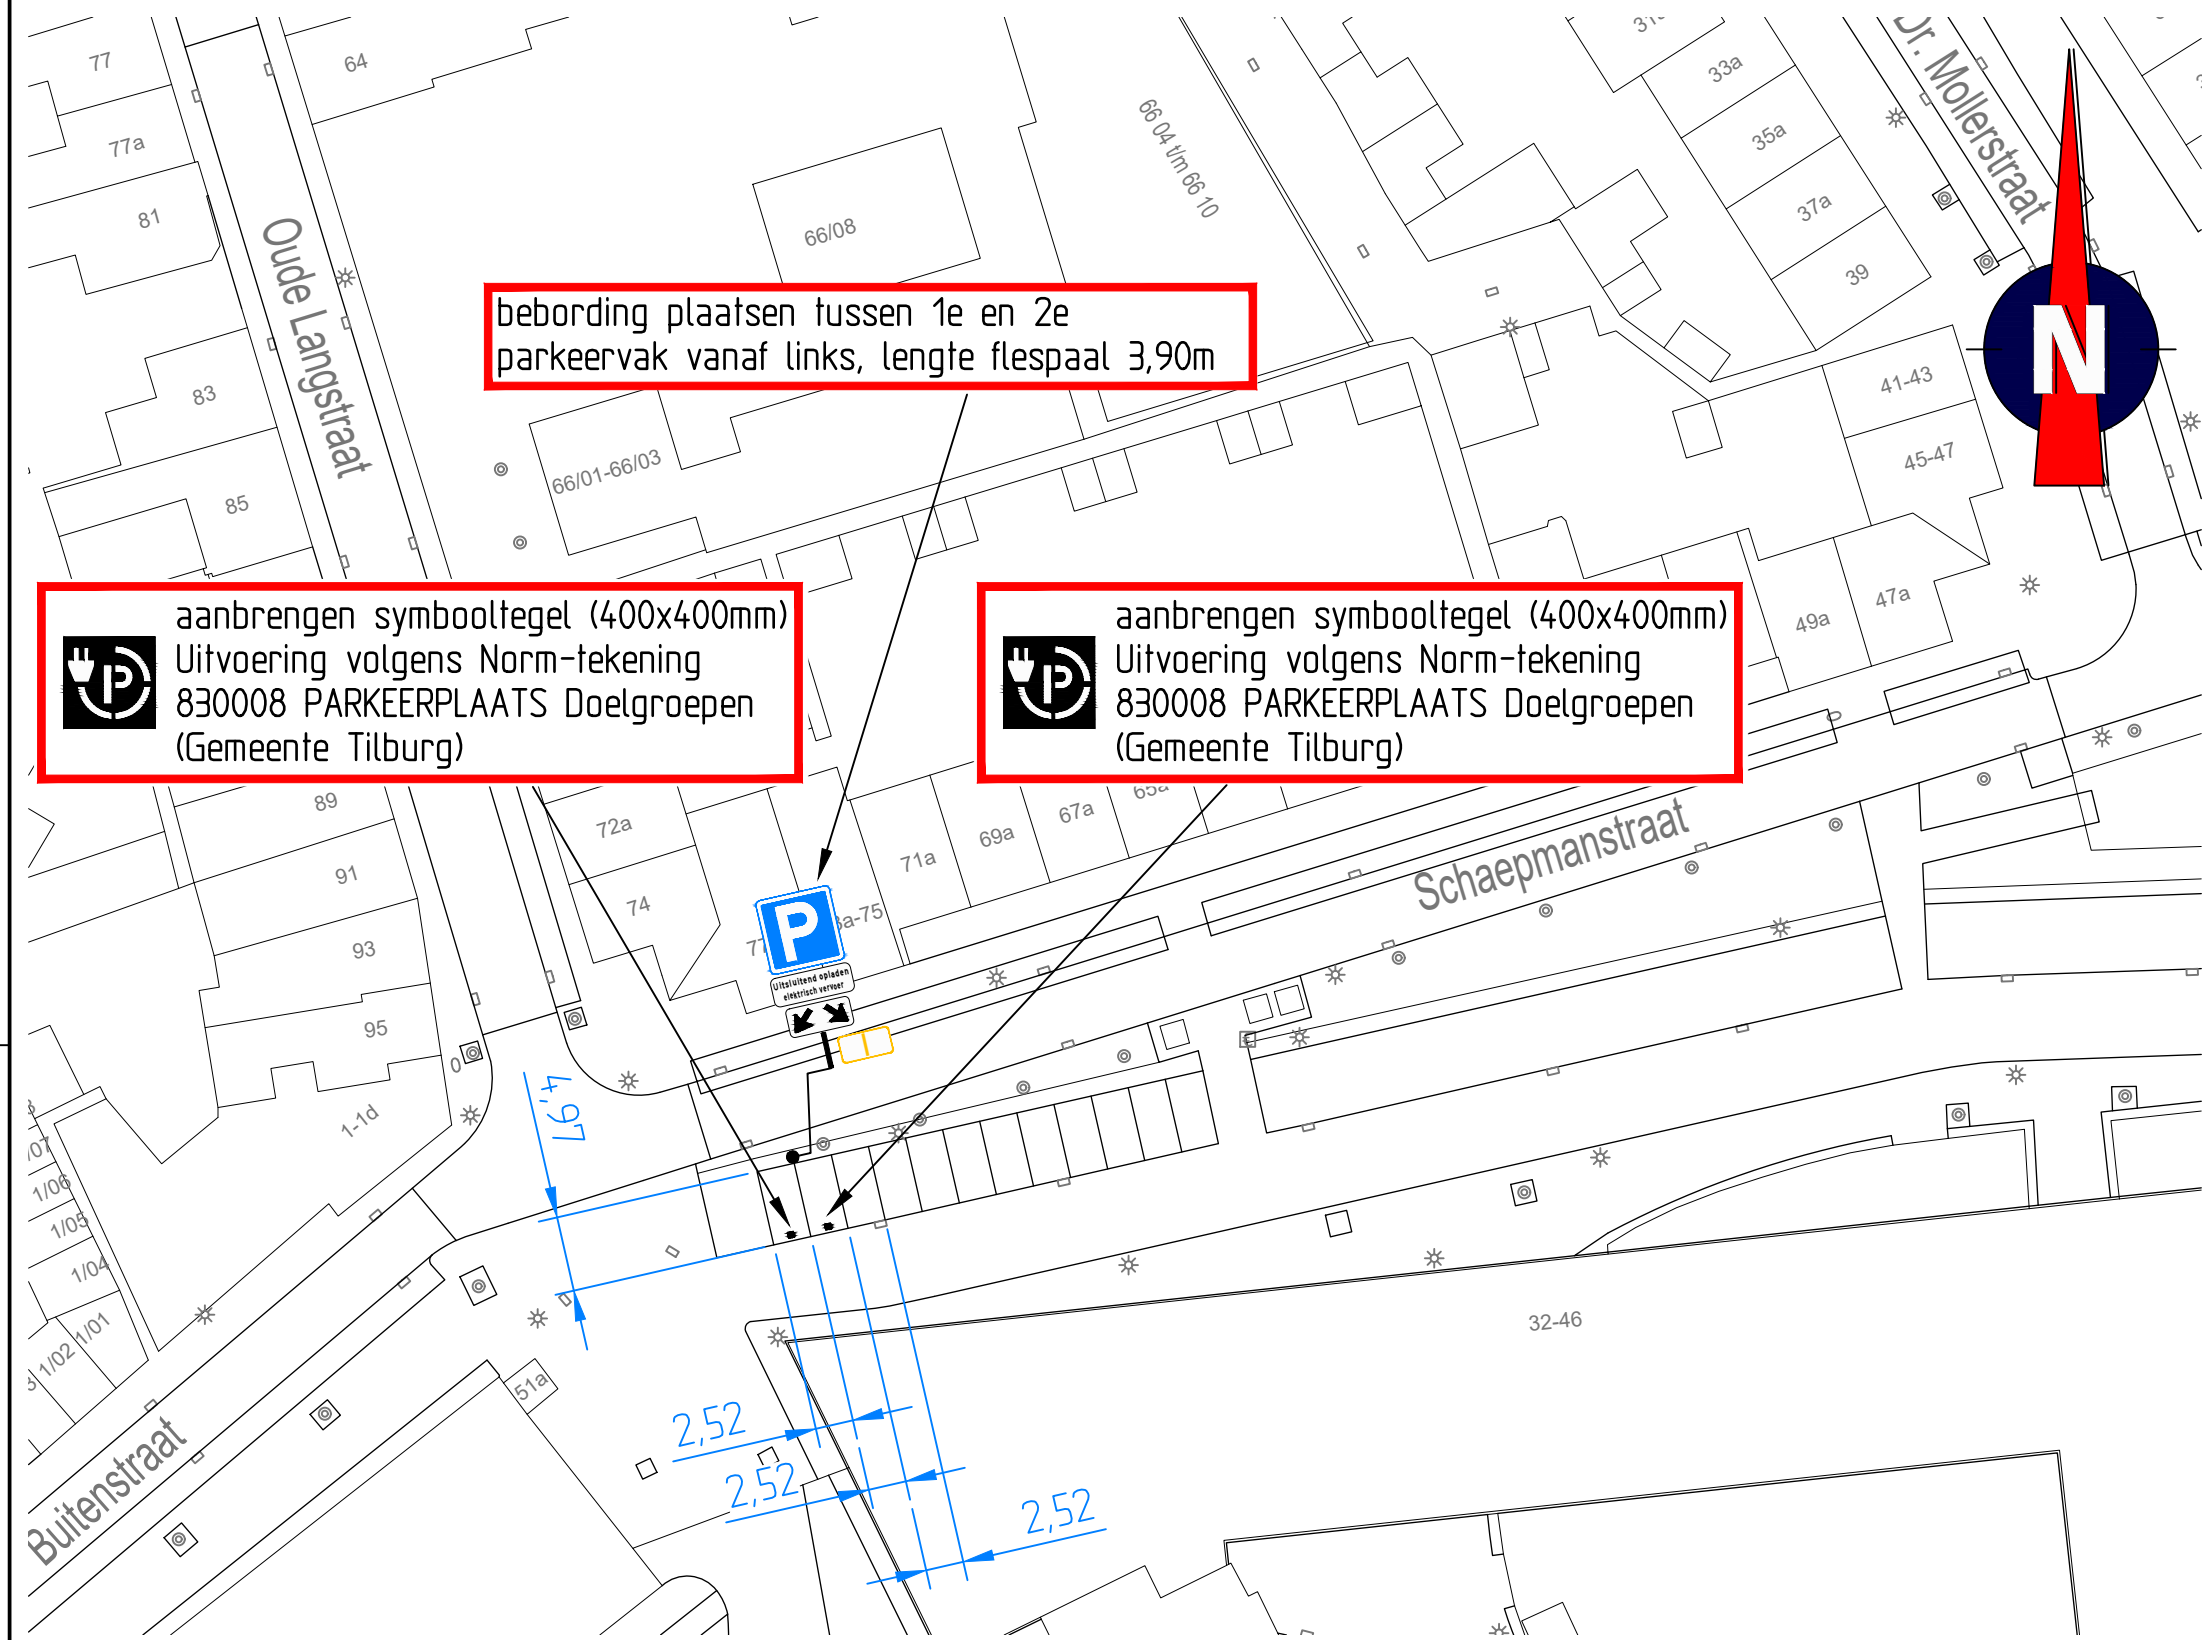 77
64
77a
81
66/08
66 04 t/m 66 10
33a
35a
37a
39
Dr. Mollerstraat
N
Oude Langstraat
bebording plaatsen tussen 1e en 2e
parkeervak vanaf links, lengte flespaal 3,90m
83
85
66/01-66/03
41-43
45-47
47a
49a
aanbrengen symbooltegel (400x400mm)
Uitvoering volgens Norm-tekening
830008 PARKEERPLAATS Doelgroepen
(Gemeente Tilburg)
P
aanbrengen symbooltegel (400x400mm)
Uitvoering volgens Norm-tekening
830008 PARKEERPLAATS Doelgroepen
(Gemeente Tilburg)
P
89
91
93
95
72a
74
71a
69a
67a
65a
Schaepmanstraat
P
Uitsluitend opladen
elektrisch vervoer
a-75
0
1-1d
4,97
1/06
1/05
1/04
1/02
1/01
51a
32-46
Buitenstraat
2,52
2,52
2,52